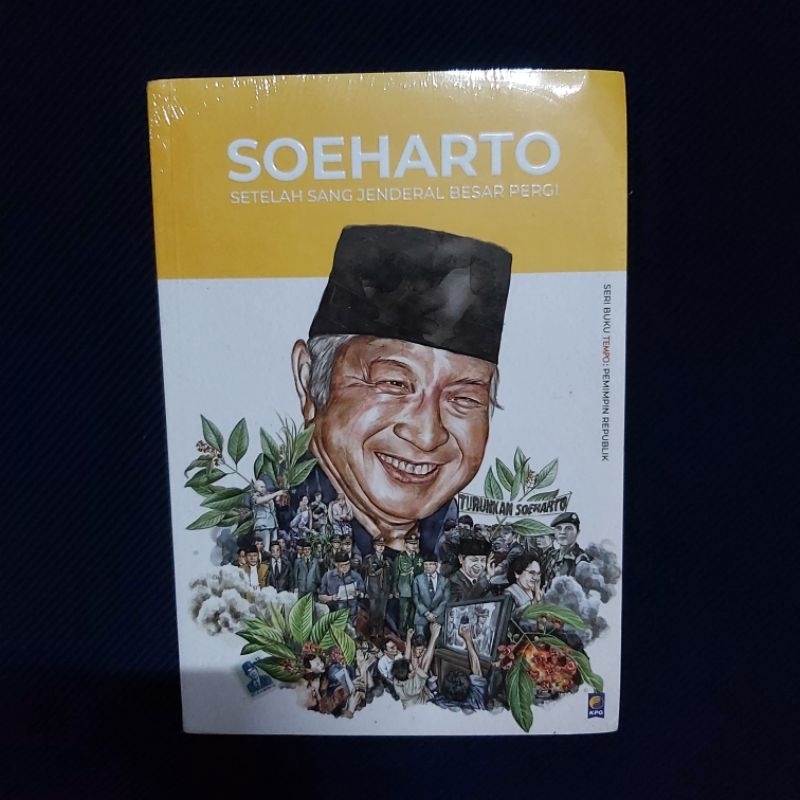 SOEHARTO
SETELAH SANG JENDERAL BESAR PERGI
SERI BUKU TEMPO: PEMIMPIN REPUBLIK
TURUNKAN SOEHARTO
KPG